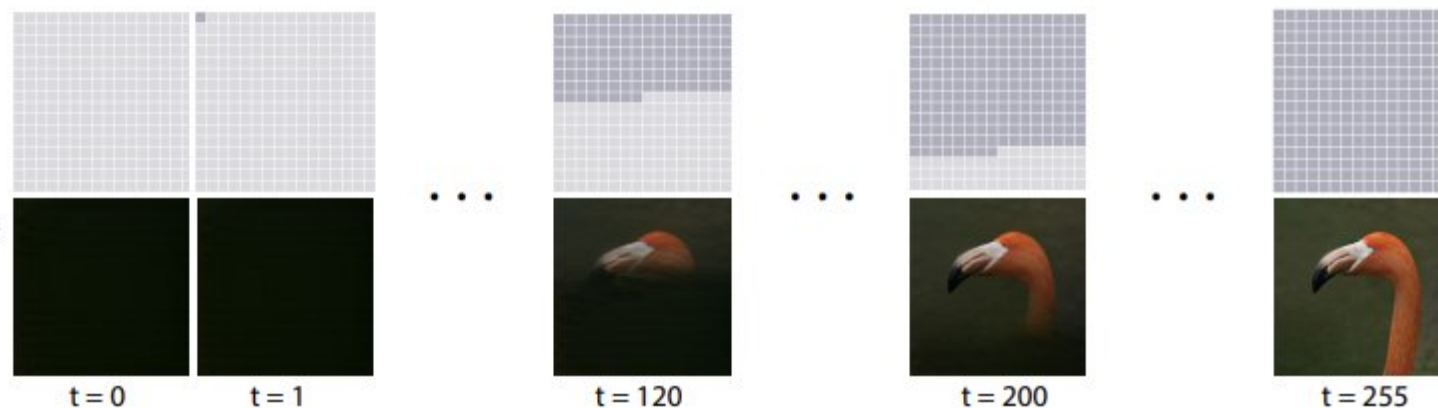 t = 0
t = 1
t = 120
t = 200
t = 255